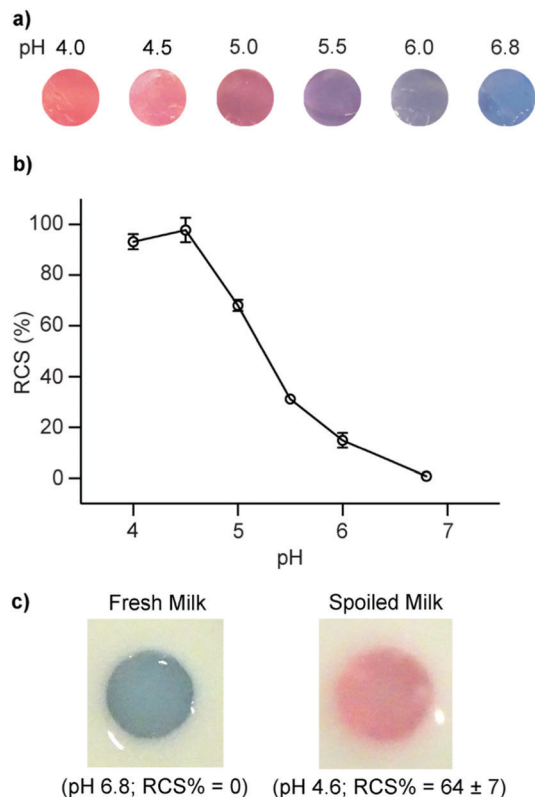 a)
pH 4.0 4.5 5.0 5.5 6.0 6.8
b)
100
80
60
40
20
0
RCS (%)
4 5 6 7
pH
c)
Fresh Milk Spoiled Milk
(pH 6.8; RCS% = 0) (pH 4.6; RCS% = 64 ± 7)